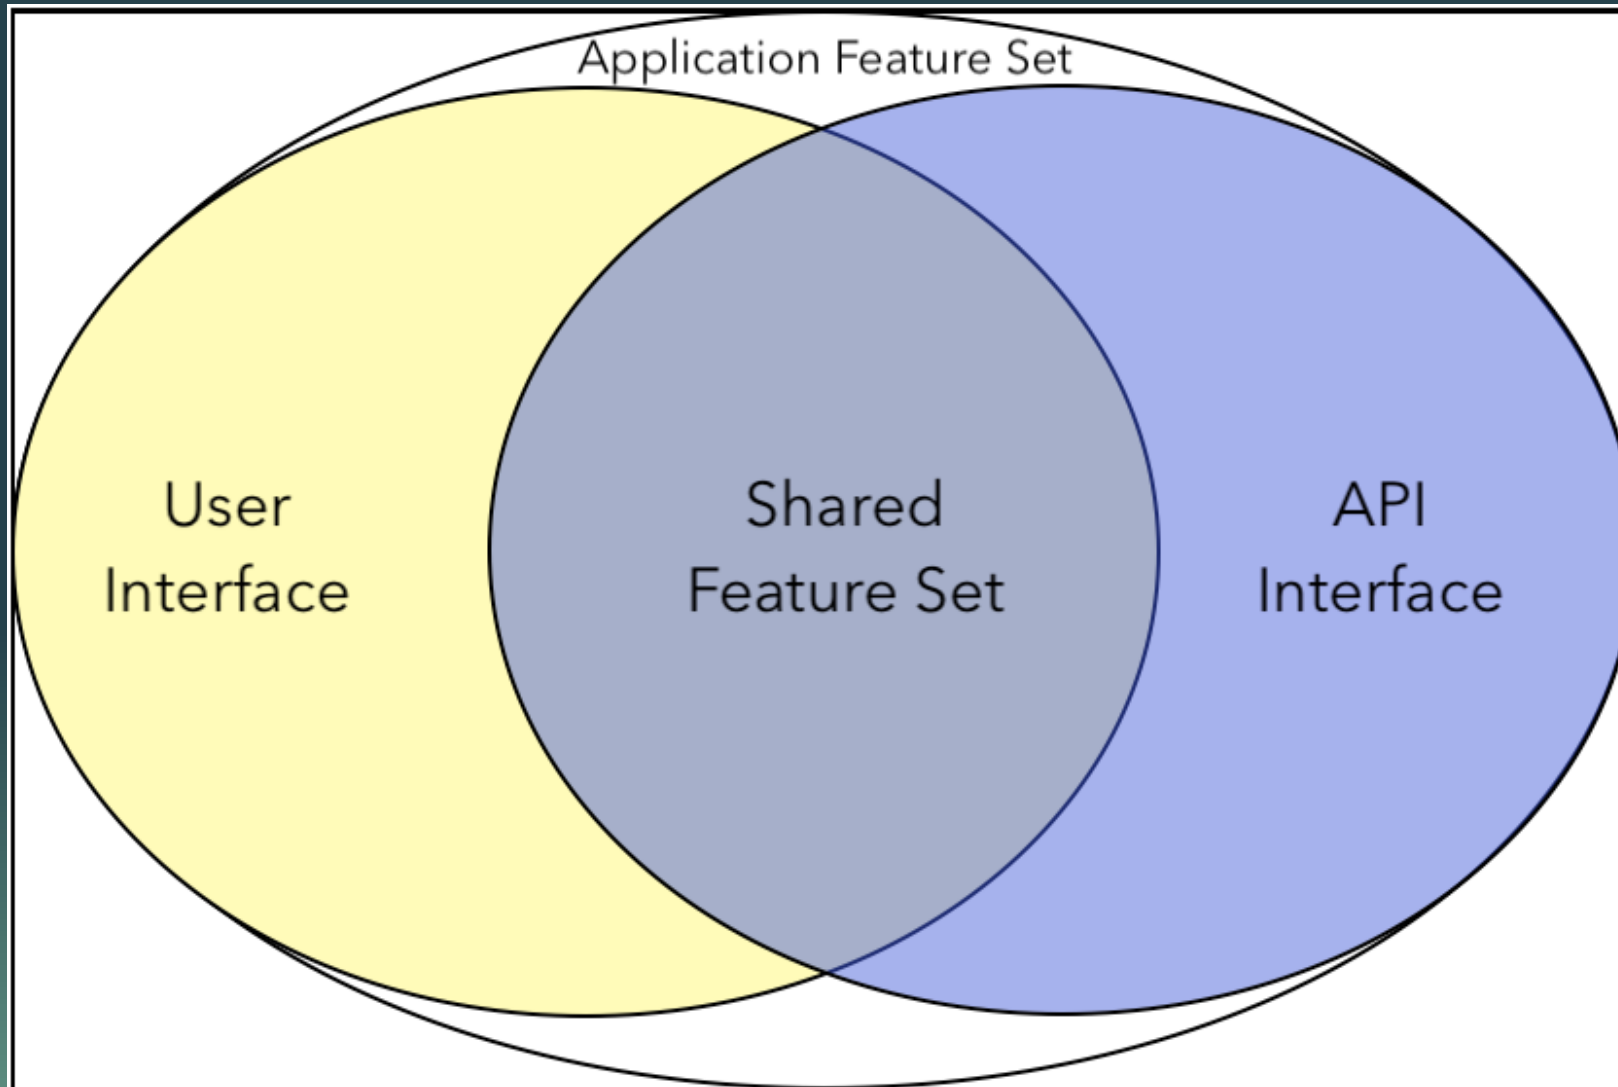 Application Feature Set
User
Interface
Shared
Feature Set
API
Interface